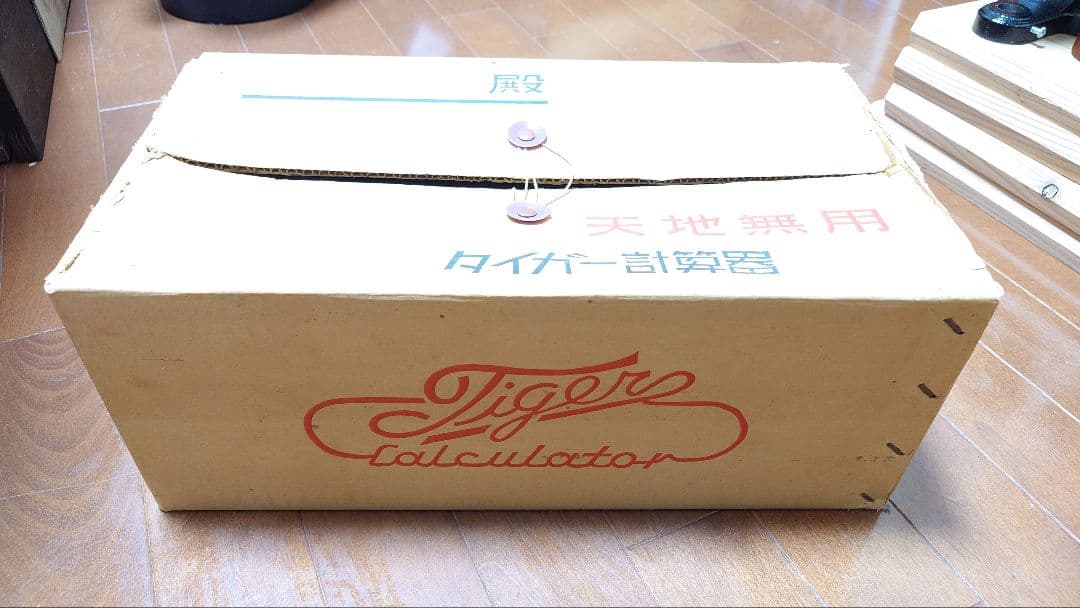 殿
天地無用
タイガー計算器
Tiger
Calculator